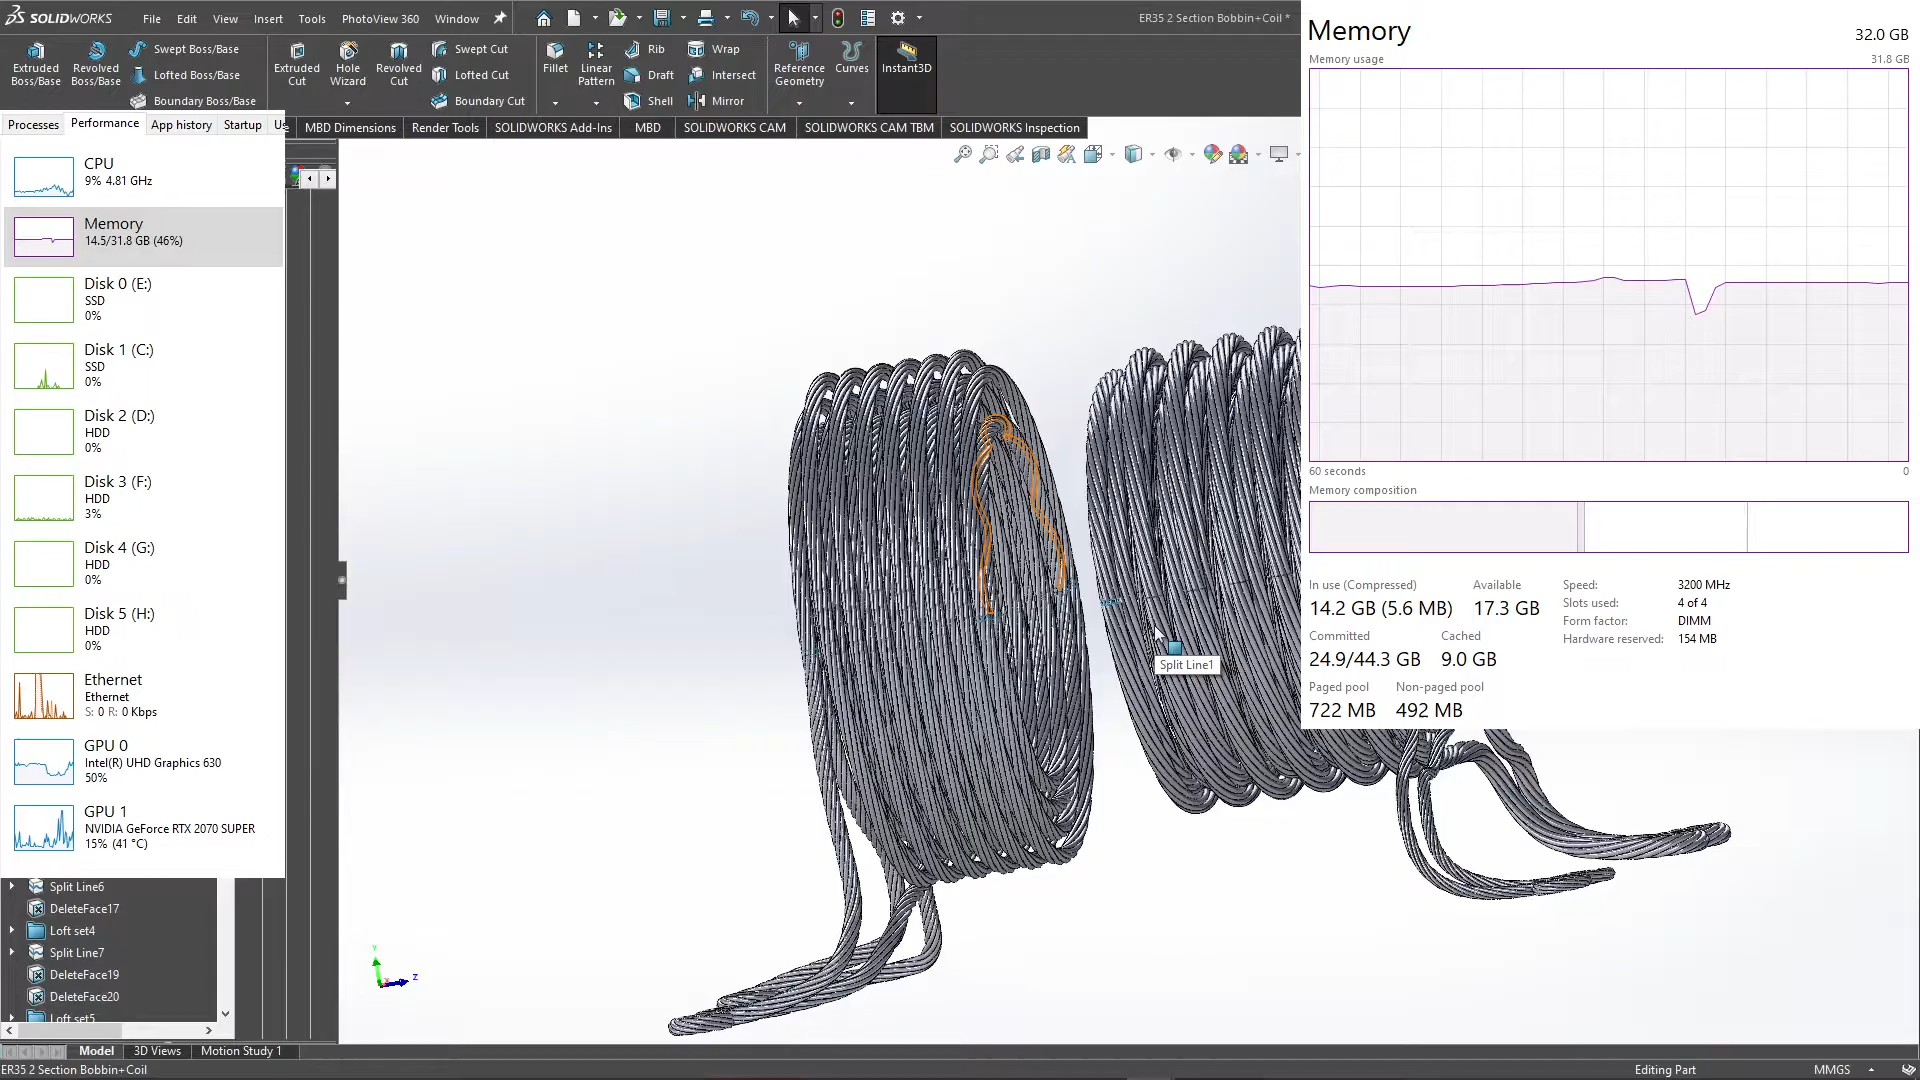 SOLIDWORKS File Edit View Insert Tools PhotoView 360 Window ER35 2 Section Bobbin+Coil *
Extruded Boss/Base
Revolved Boss/Base
Swept Boss/Base
Lofted Boss/Base
Boundary Boss/Base
Extruded Cut
Hole Wizard
Revolved Cut
Swept Cut
Lofted Cut
Boundary Cut
Fillet
Linear Pattern
Rib
Draft
Shell
Wrap
Intersect
Mirror
Reference Geometry
Curves
Instant3D
MBD Dimensions Render Tools SOLIDWORKS Add-Ins MBD SOLIDWORKS CAM SOLIDWORKS CAM TBM SOLIDWORKS Inspection
Processes Performance App history Startup Us
CPU
9% 4.81 GHz
Memory
14.5/31.8 GB (46%)
Disk 0 (E:)
SSD
0%
Disk 1 (C:)
SSD
0%
Disk 2 (D:)
HDD
0%
Disk 3 (F:)
HDD
3%
Disk 4 (G:)
HDD
0%
Disk 5 (H:)
HDD
0%
Ethernet
Ethernet
S: 0 R: 0 Kbps
GPU 0
Intel(R) UHD Graphics 630
50%
GPU 1
NVIDIA GeForce RTX 2070 SUPER
15% (41 °C)
Split Line6
DeleteFace17
Loft set4
Split Line7
DeleteFace19
DeleteFace20
Loft set5
Y
Z
Split Line1
Memory 32.0 GB
Memory usage 31.8 GB
60 seconds 0
Memory composition
In use (Compressed) Available
14.2 GB (5.6 MB) 17.3 GB
Committed Cached
24.9/44.3 GB 9.0 GB
Paged pool Non-paged pool
722 MB 492 MB
Speed: 3200 MHz
Slots used: 4 of 4
Form factor: DIMM
Hardware reserved: 154 MB
Model 3D Views Motion Study 1
ER35 2 Section Bobbin+Coil Editing Part MMGS